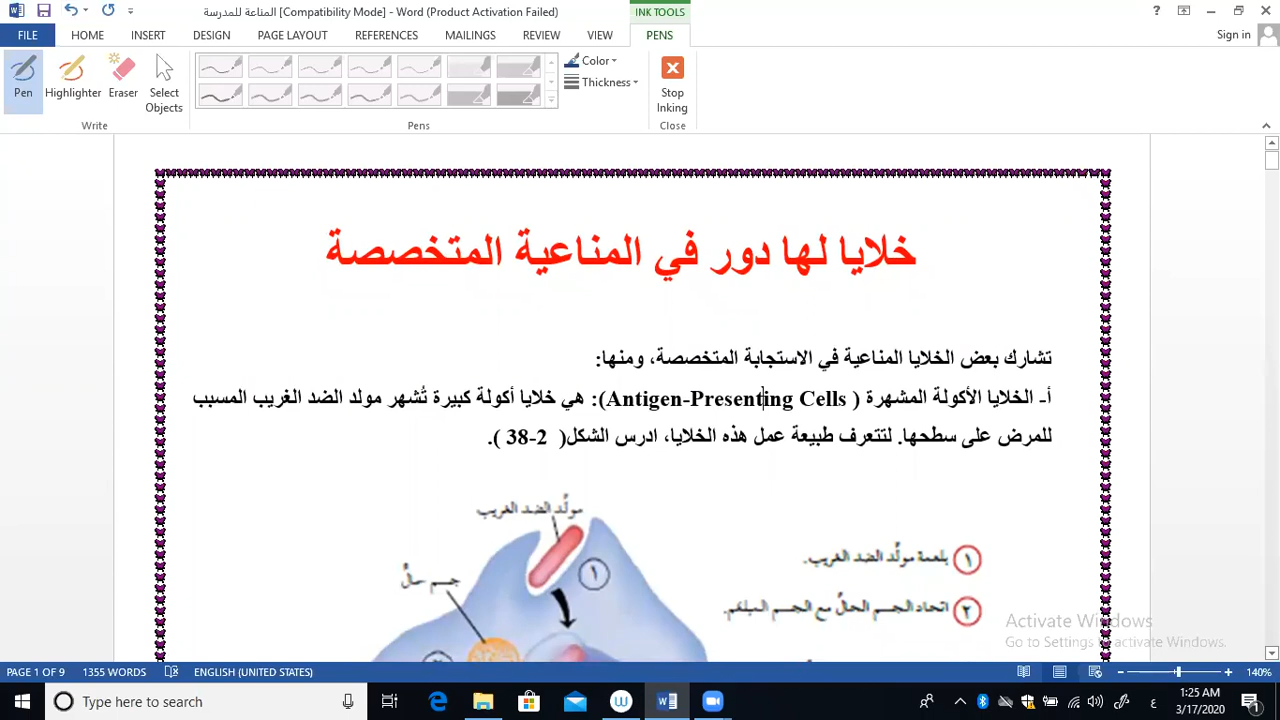 المناعة للمدرسة [Compatibility Mode] - Word (Product Activation Failed)
INK TOOLS
Sign in
FILE HOME INSERT DESIGN PAGE LAYOUT REFERENCES MAILINGS REVIEW VIEW PENS
Pen
Highlighter
Eraser
Select Objects
Color
Thickness
Stop Inking
Write
Pens
Close
خلايا لها دور في المناعية المتخصصة
تشارك بعض الخلايا المناعية في الاستجابة المتخصصة، ومنها:
أ- الخلايا الأكولة المشهرة ( Antigen-Presenting Cells): هي خلايا أكولة كبيرة تُشهر مولد الضد الغريب المسبب
للمرض على سطحها. لتتعرف طبيعة عمل هذه الخلايا، ادرس الشكل( 2-38 ).
مولّد الضد الغريب
جسم حالّ
١
١ بلعمة مولّد الضد الغريب.
٢ اتحاد الجسم الحالّ مع الجسم المبلعَم.
Activate Windows
Go to Settings to activate Windows.
PAGE 1 OF 9 1355 WORDS ENGLISH (UNITED STATES) 140%
Type here to search
ع
1:25 AM
3/17/2020